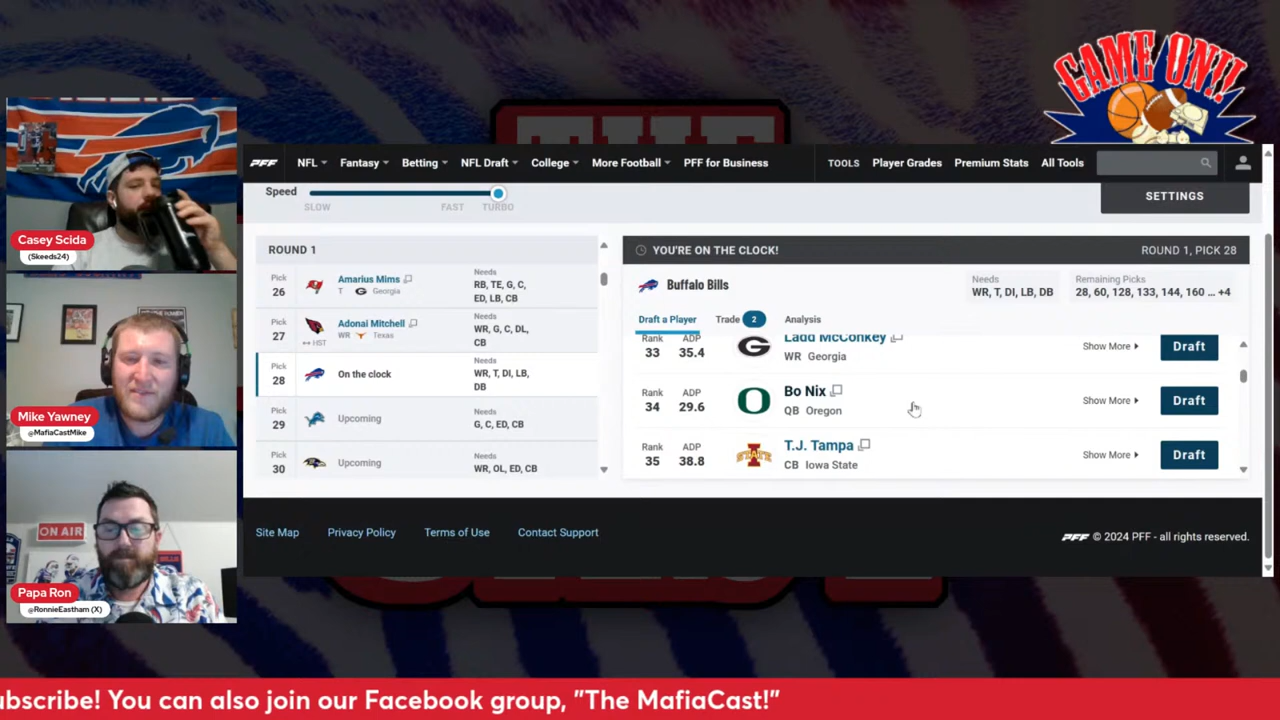 GAME ON!!
THE
PFF
NFL
Fantasy
Betting
NFL Draft
College
More Football
PFF for Business
TOOLS
Player Grades
Premium Stats
All Tools
Speed
SLOW
FAST
TURBO
SETTINGS
ROUND 1
Pick 26
Amarius Mims
T Georgia
Needs
RB, TE, G, C,
ED, LB, CB
Pick 27
HST
Adonai Mitchell
WR Texas
Needs
WR, G, C, DL,
CB
Pick 28
On the clock
Needs
WR, T, DI, LB,
DB
Pick 29
Upcoming
Needs
G, C, ED, CB
Pick 30
Upcoming
Needs
WR, OL, ED, CB
YOU'RE ON THE CLOCK!
ROUND 1, PICK 28
Buffalo Bills
Needs
WR, T, DI, LB, DB
Remaining Picks
28, 60, 128, 133, 144, 160 ... +4
Draft a Player
Trade 2
Analysis
Rank 33
ADP 35.4
Ladd McConkey
WR Georgia
Show More
Draft
Rank 34
ADP 29.6
Bo Nix
QB Oregon
Show More
Draft
Rank 35
ADP 38.8
T.J. Tampa
CB Iowa State
Show More
Draft
Site Map
Privacy Policy
Terms of Use
Contact Support
PFF © 2024 PFF - all rights reserved.
Casey Scida
(Skeeds24)
Mike Yawney
@MafiaCastMike
ON AIR
Papa Ron
@RonnieEastham (X)
ubscribe! You can also join our Facebook group, "The MafiaCast!"